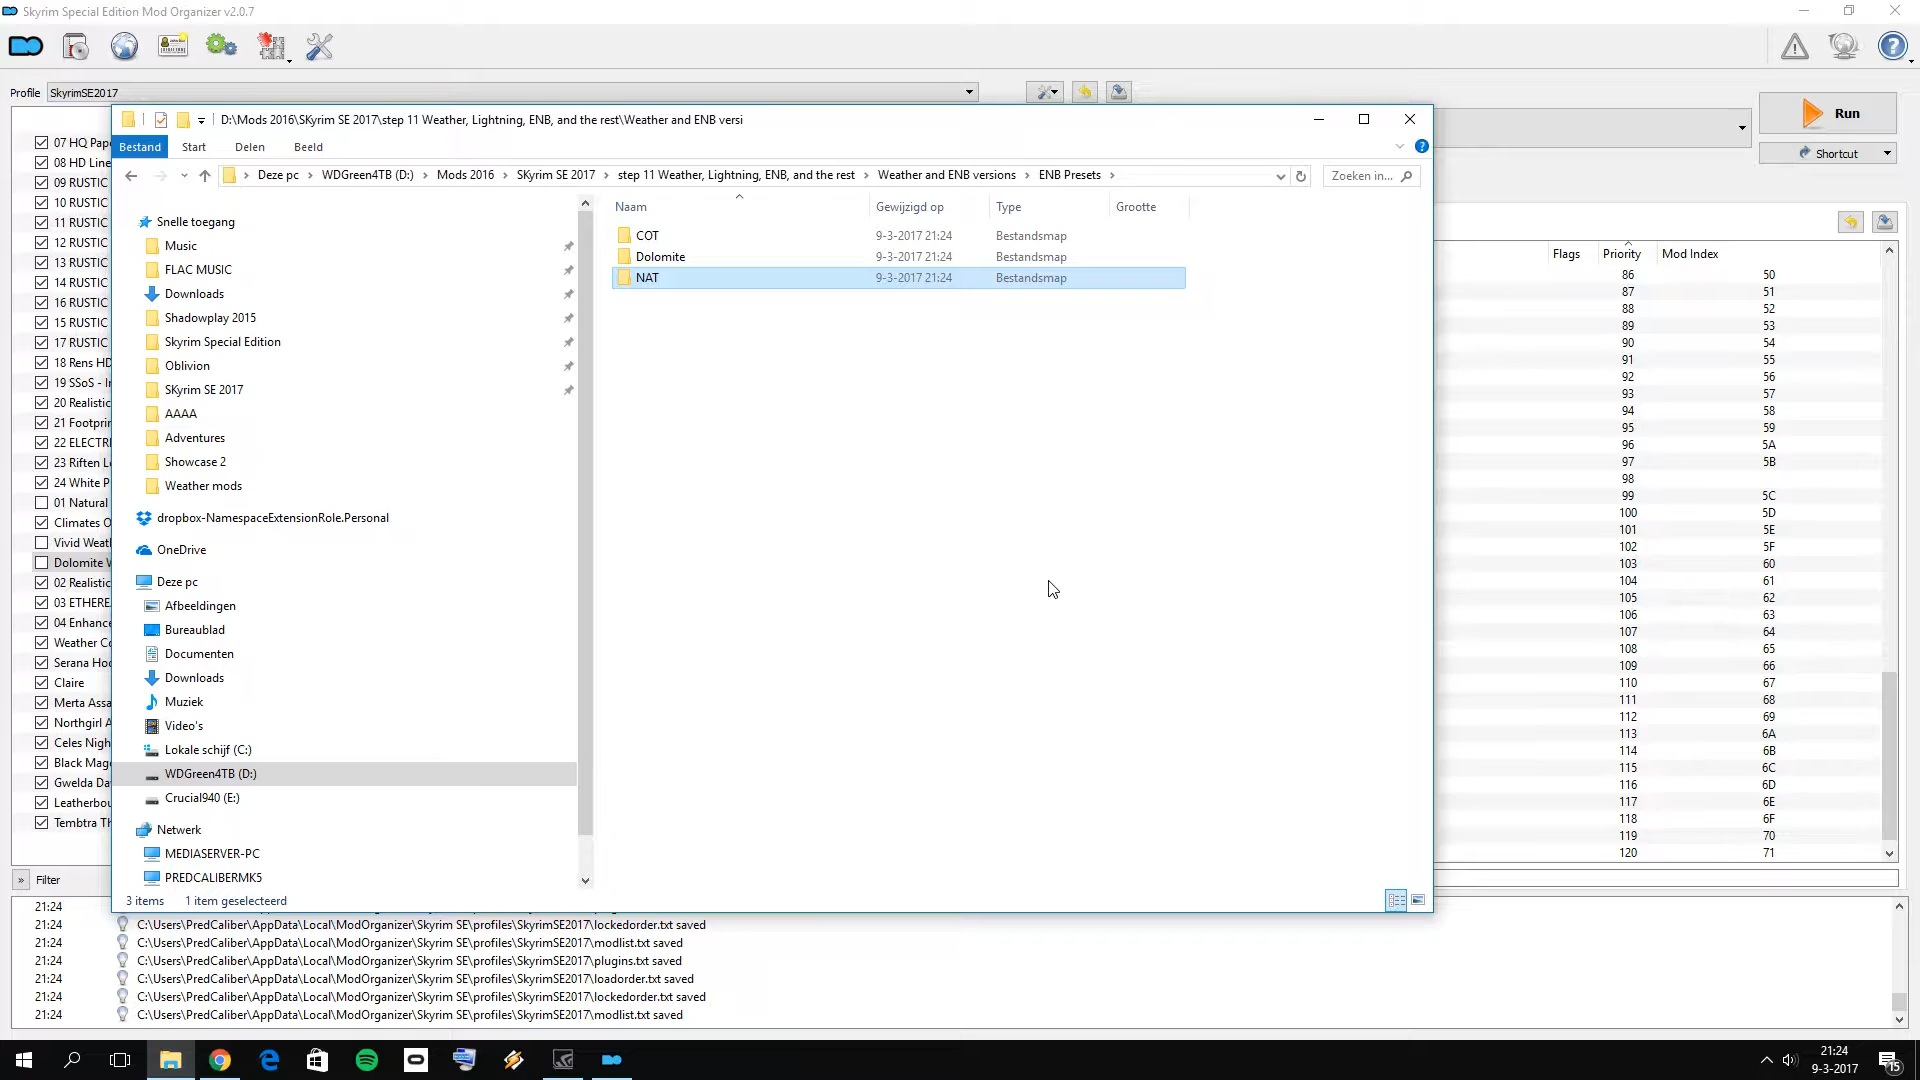 Skyrim Special Edition Mod Organizer v2.0.7
Profile
SkyrimSE2017
Run
Shortcut
D:\Mods 2016\SKyrim SE 2017\step 11 Weather, Lightning, ENB, and the rest\Weather and ENB versi
Bestand
Start
Delen
Beeld
Deze pc
WDGreen4TB (D:)
Mods 2016
SKyrim SE 2017
step 11 Weather, Lightning, ENB, and the rest
Weather and ENB versions
ENB Presets
Zoeken in...
Naam
Gewijzigd op
Type
Grootte
COT 9-3-2017 21:24 Bestandsmap
Dolomite 9-3-2017 21:24 Bestandsmap
NAT 9-3-2017 21:24 Bestandsmap
Snelle toegang
Music
FLAC MUSIC
Downloads
Shadowplay 2015
Skyrim Special Edition
Oblivion
SKyrim SE 2017
AAAA
Adventures
Showcase 2
Weather mods
dropbox-NamespaceExtensionRole.Personal
OneDrive
Deze pc
Afbeeldingen
Bureaublad
Documenten
Downloads
Muziek
Video's
Lokale schijf (C:)
WDGreen4TB (D:)
Crucial940 (E:)
Netwerk
MEDIASERVER-PC
PREDCALIBERMK5
3 items
1 item geselecteerd
07 HQ Pap
08 HD Line
09 RUSTIC
10 RUSTIC
11 RUSTIC
12 RUSTIC
13 RUSTIC
14 RUSTIC
16 RUSTIC
15 RUSTIC
17 RUSTIC
18 Rens HD
19 SSoS - In
20 Realistic
21 Footprin
22 ELECTRI
23 Riften L
24 White P
01 Natural
Climates O
Vivid Weat
Dolomite W
02 Realistic
03 ETHERE
04 Enhance
Weather Co
Serana Hoo
Claire
Merta Assa
Northgirl A
Celes Nigh
Black Mag
Gwelda Da
Leatherbou
Tembtra Th
Filter
Flags
Priority
Mod Index
86 50
87 51
88 52
89 53
90 54
91 55
92 56
93 57
94 58
95 59
96 5A
97 5B
98
99 5C
100 5D
101 5E
102 5F
103 60
104 61
105 62
106 63
107 64
108 65
109 66
110 67
111 68
112 69
113 6A
114 6B
115 6C
116 6D
117 6E
118 6F
119 70
120 71
21:24
21:24 C:\Users\PredCaliber\AppData\Local\ModOrganizer\Skyrim SE\profiles\SkyrimSE2017\lockedorder.txt saved
21:24 C:\Users\PredCaliber\AppData\Local\ModOrganizer\Skyrim SE\profiles\SkyrimSE2017\modlist.txt saved
21:24 C:\Users\PredCaliber\AppData\Local\ModOrganizer\Skyrim SE\profiles\SkyrimSE2017\plugins.txt saved
21:24 C:\Users\PredCaliber\AppData\Local\ModOrganizer\Skyrim SE\profiles\SkyrimSE2017\loadorder.txt saved
21:24 C:\Users\PredCaliber\AppData\Local\ModOrganizer\Skyrim SE\profiles\SkyrimSE2017\lockedorder.txt saved
21:24 C:\Users\PredCaliber\AppData\Local\ModOrganizer\Skyrim SE\profiles\SkyrimSE2017\modlist.txt saved
21:24
9-3-2017
15